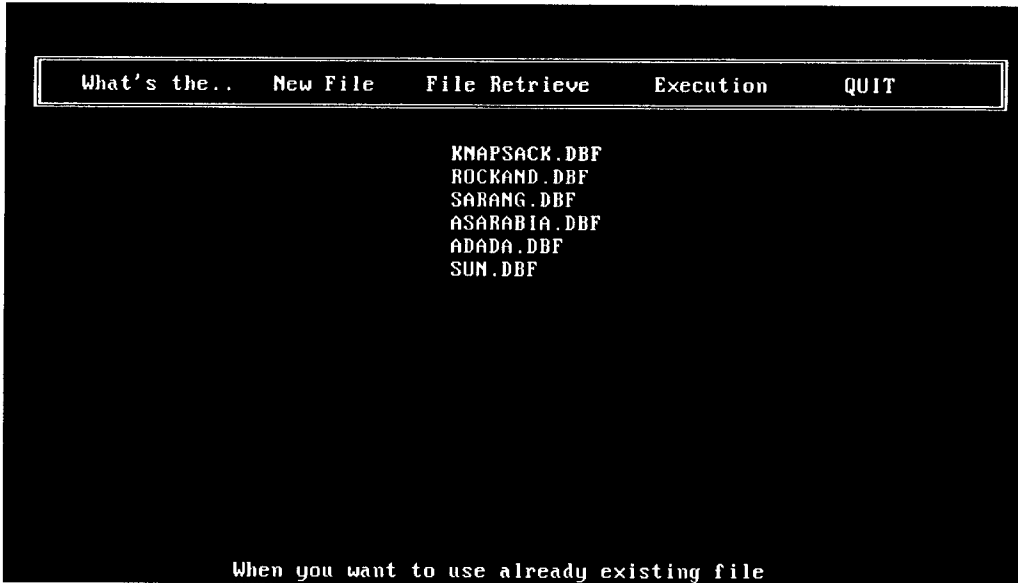 What's the.. New File File Retrieve Execution QUIT
KNAPSACK.DBF
ROCKAND.DBF
SARANG.DBF
ASARABIA.DBF
ADADA.DBF
SUN.DBF
When you want to use already existing file